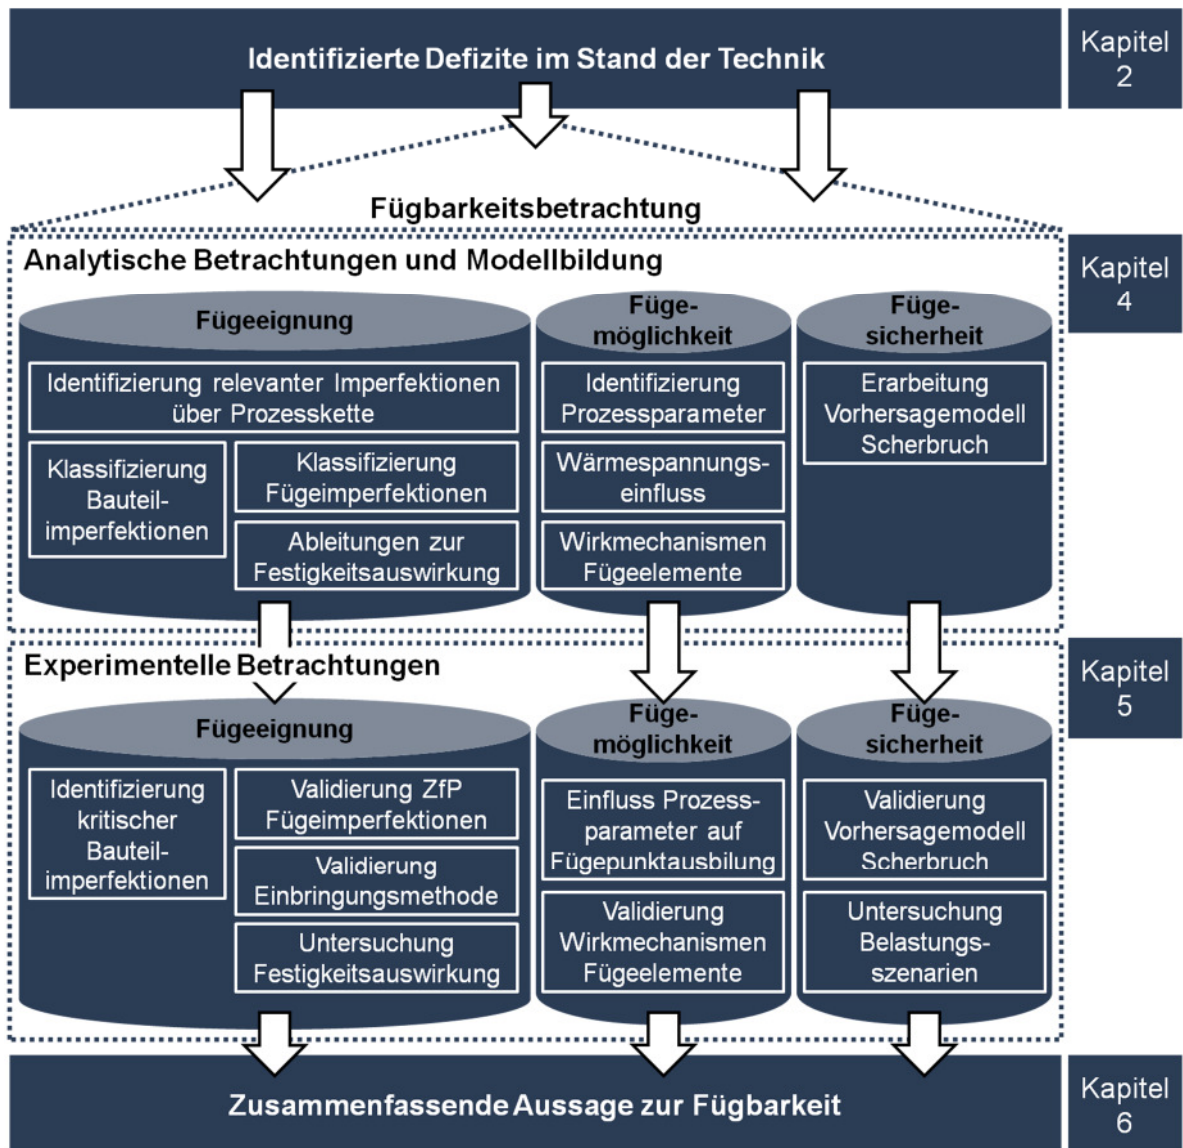 Identifizierte Defizite im Stand der Technik
Kapitel
2
Fügbarkeitsbetrachtung
Analytische Betrachtungen und Modellbildung
Kapitel
4
Fügeeignung
Identifizierung relevanter Imperfektionen
über Prozesskette
Klassifizierung
Bauteil-
imperfektionen
Klassifizierung
Fügeimperfektionen
Ableitungen zur
Festigkeitsauswirkung
Füge-
möglichkeit
Identifizierung
Prozessparameter
Wärmespannungs-
einfluss
Wirkmechanismen
Fügeelemente
Füge-
sicherheit
Erarbeitung
Vorhersagemodell
Scherbruch
Experimentelle Betrachtungen
Kapitel
5
Fügeeignung
Identifizierung
kritischer
Bauteil-
imperfektionen
Validierung ZfP
Fügeimperfektionen
Validierung
Einbringungsmethode
Untersuchung
Festigkeitsauswirkung
Füge-
möglichkeit
Einfluss Prozess-
parameter auf
Fügepunktausbilung
Validierung
Wirkmechanismen
Fügeelemente
Füge-
sicherheit
Validierung
Vorhersagemodell
Scherbruch
Untersuchung
Belastungs-
szenarien
Zusammenfassende Aussage zur Fügbarkeit
Kapitel
6